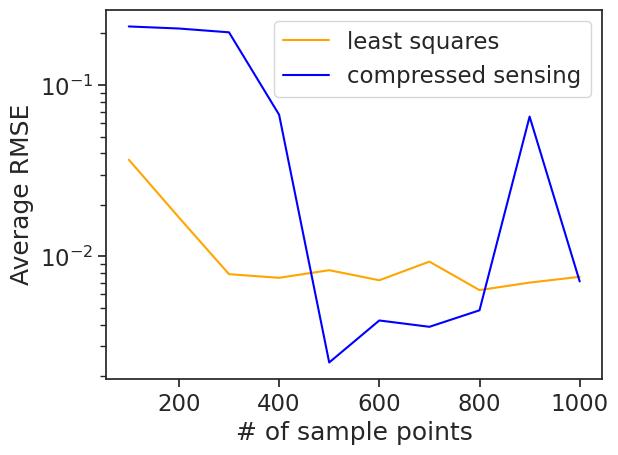 least squares
compressed sensing
10⁻¹
10⁻²
Average RMSE
200 400 600 800 1000
# of sample points